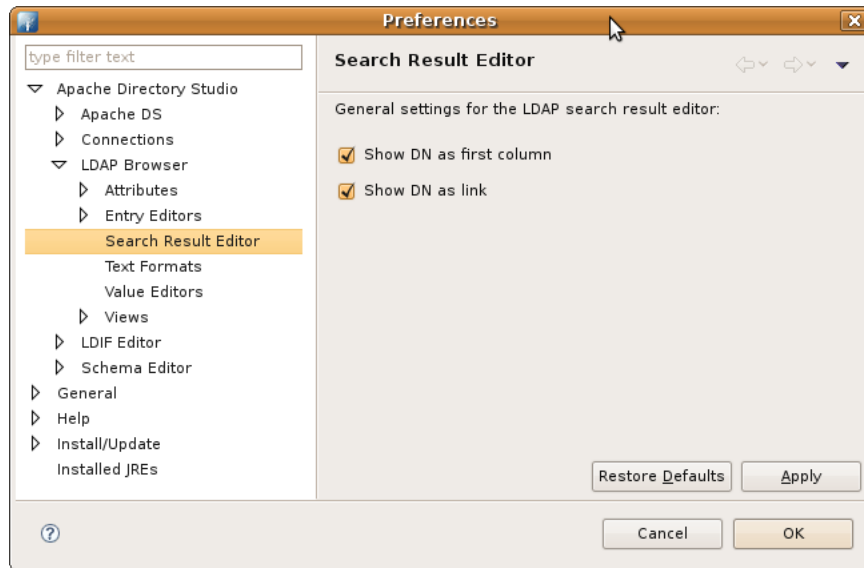 Preferences
type filter text
Apache Directory Studio
Apache DS
Connections
LDAP Browser
Attributes
Entry Editors
Search Result Editor
Text Formats
Value Editors
Views
LDIF Editor
Schema Editor
General
Help
Install/Update
Installed JREs
Search Result Editor
General settings for the LDAP search result editor:
Show DN as first column
Show DN as link
Restore Defaults Apply
Cancel OK